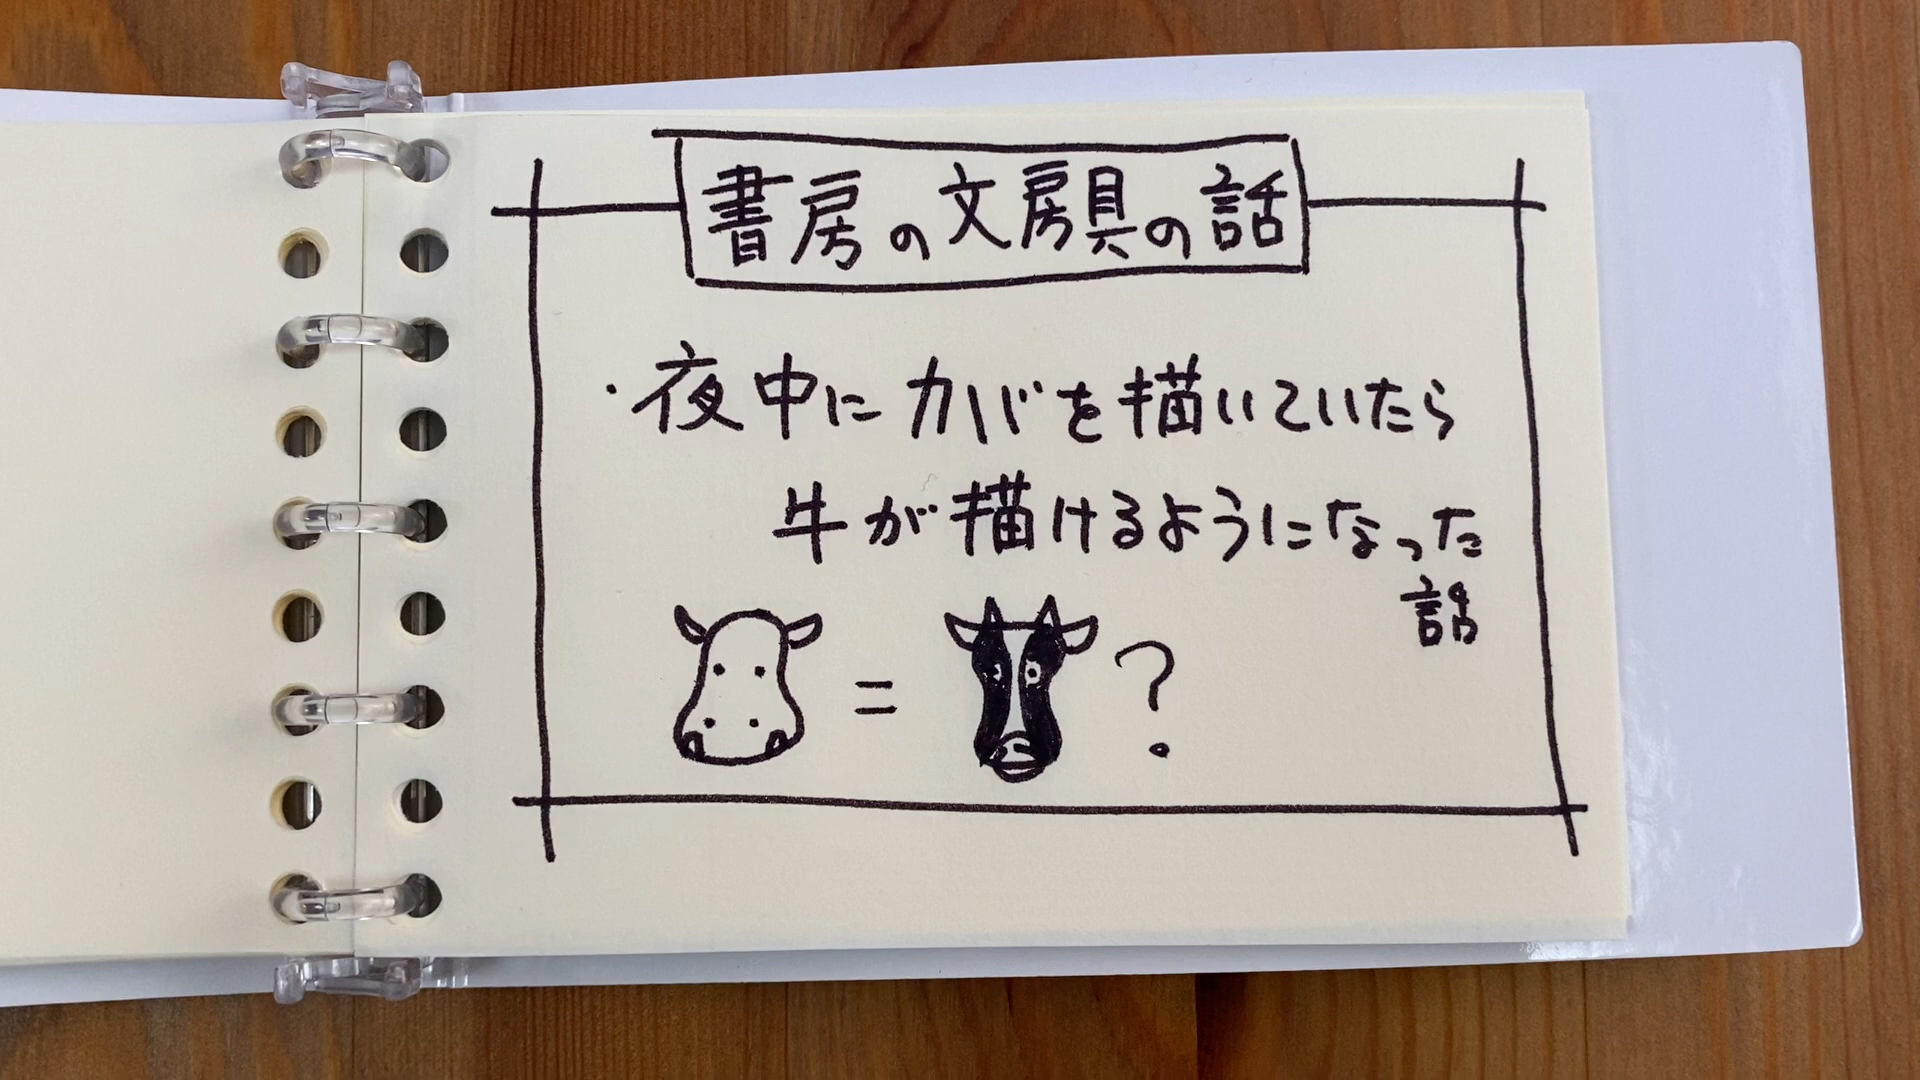 書房の文房具の話
・夜中にカバを描いていたら
牛が描けるようになった
話
= ?